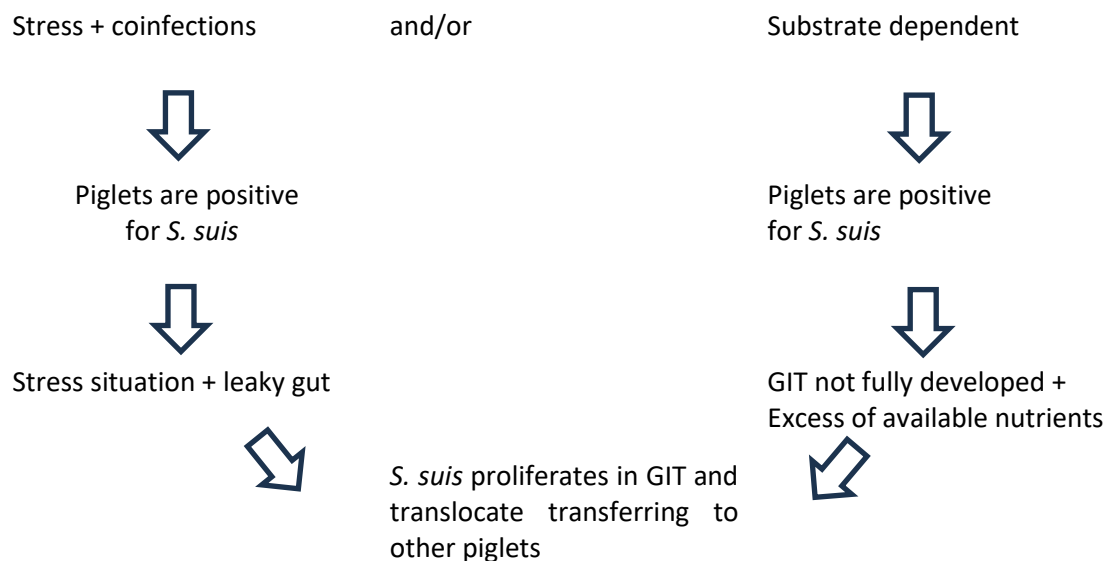 Stress + coinfections
and/or
Substrate dependent
Piglets are positive
for S. suis
Piglets are positive
for S. suis
Stress situation + leaky gut
GIT not fully developed +
Excess of available nutrients
S. suis proliferates in GIT and
translocate transferring to
other piglets